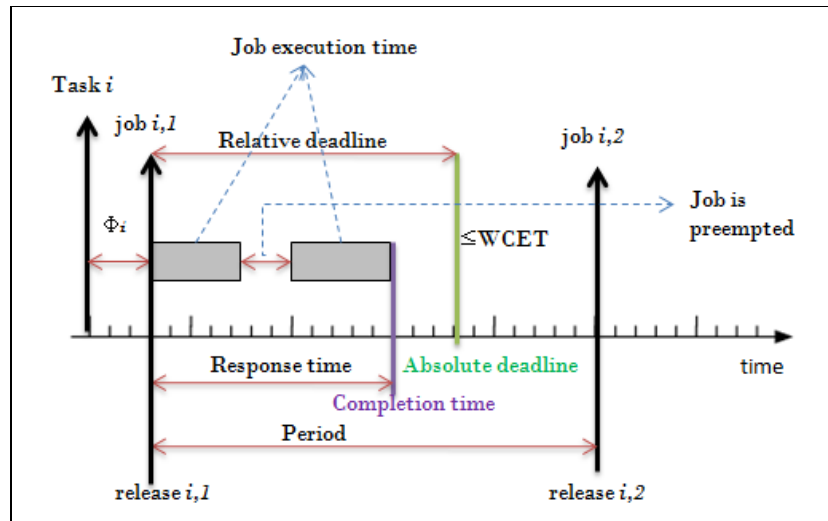 Job execution time
Task i
job i,1
Relative deadline
job i,2
Φi
Job is
preempted
≤WCET
Response time
Absolute deadline
time
Completion time
Period
release i,1
release i,2